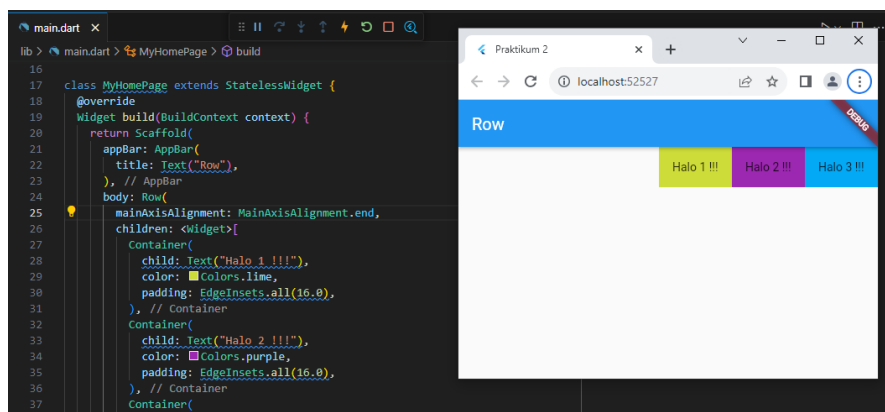 main.dart
lib > main.dart > MyHomePage > build
16
17 class MyHomePage extends StatelessWidget {
18 @override
19 Widget build(BuildContext context) {
20 return Scaffold(
21 appBar: AppBar(
22 title: Text("Row"),
23 ), // AppBar
24 body: Row(
25 mainAxisAlignment: MainAxisAlignment.end,
26 children: <Widget>[
27 Container(
28 child: Text("Halo 1 !!!"),
29 color: Colors.lime,
30 padding: EdgeInsets.all(16.0),
31 ), // Container
32 Container(
33 child: Text("Halo 2 !!!"),
34 color: Colors.purple,
35 padding: EdgeInsets.all(16.0),
36 ), // Container
37 Container(
Praktikum 2
localhost:52527
Row
DEBUG
Halo 1 !!! Halo 2 !!! Halo 3 !!!